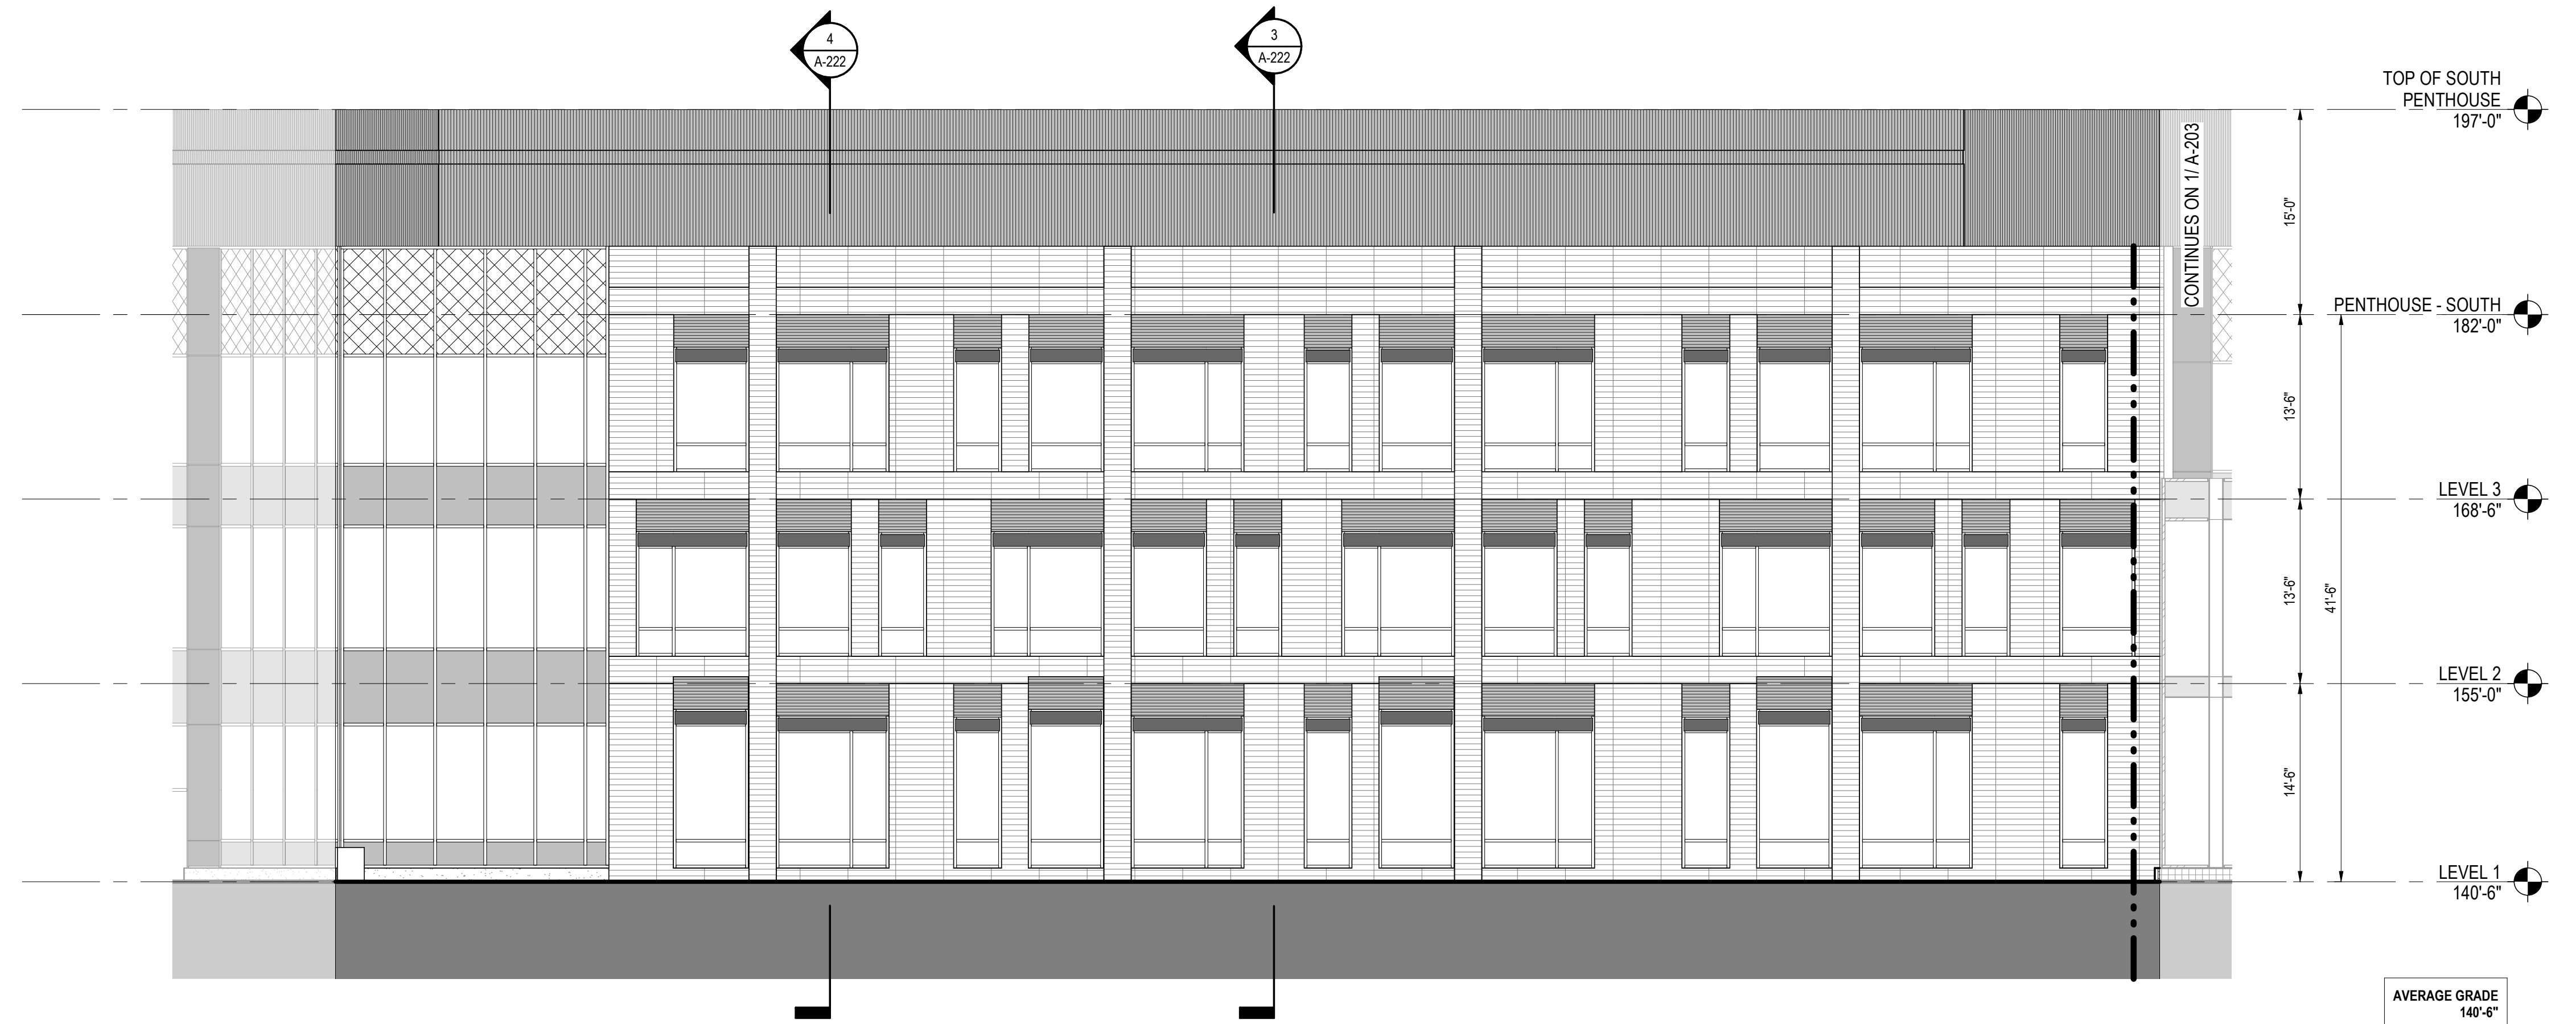 4
A-222
3
A-222
TOP OF SOUTH
PENTHOUSE
197'-0"
CONTINUES ON 1/ A-203
15'-0"
PENTHOUSE - SOUTH
182'-0"
13'-6"
LEVEL 3
168'-6"
13'-6"
41'-6"
LEVEL 2
155'-0"
14'-6"
LEVEL 1
140'-6"
AVERAGE GRADE
140'-6"